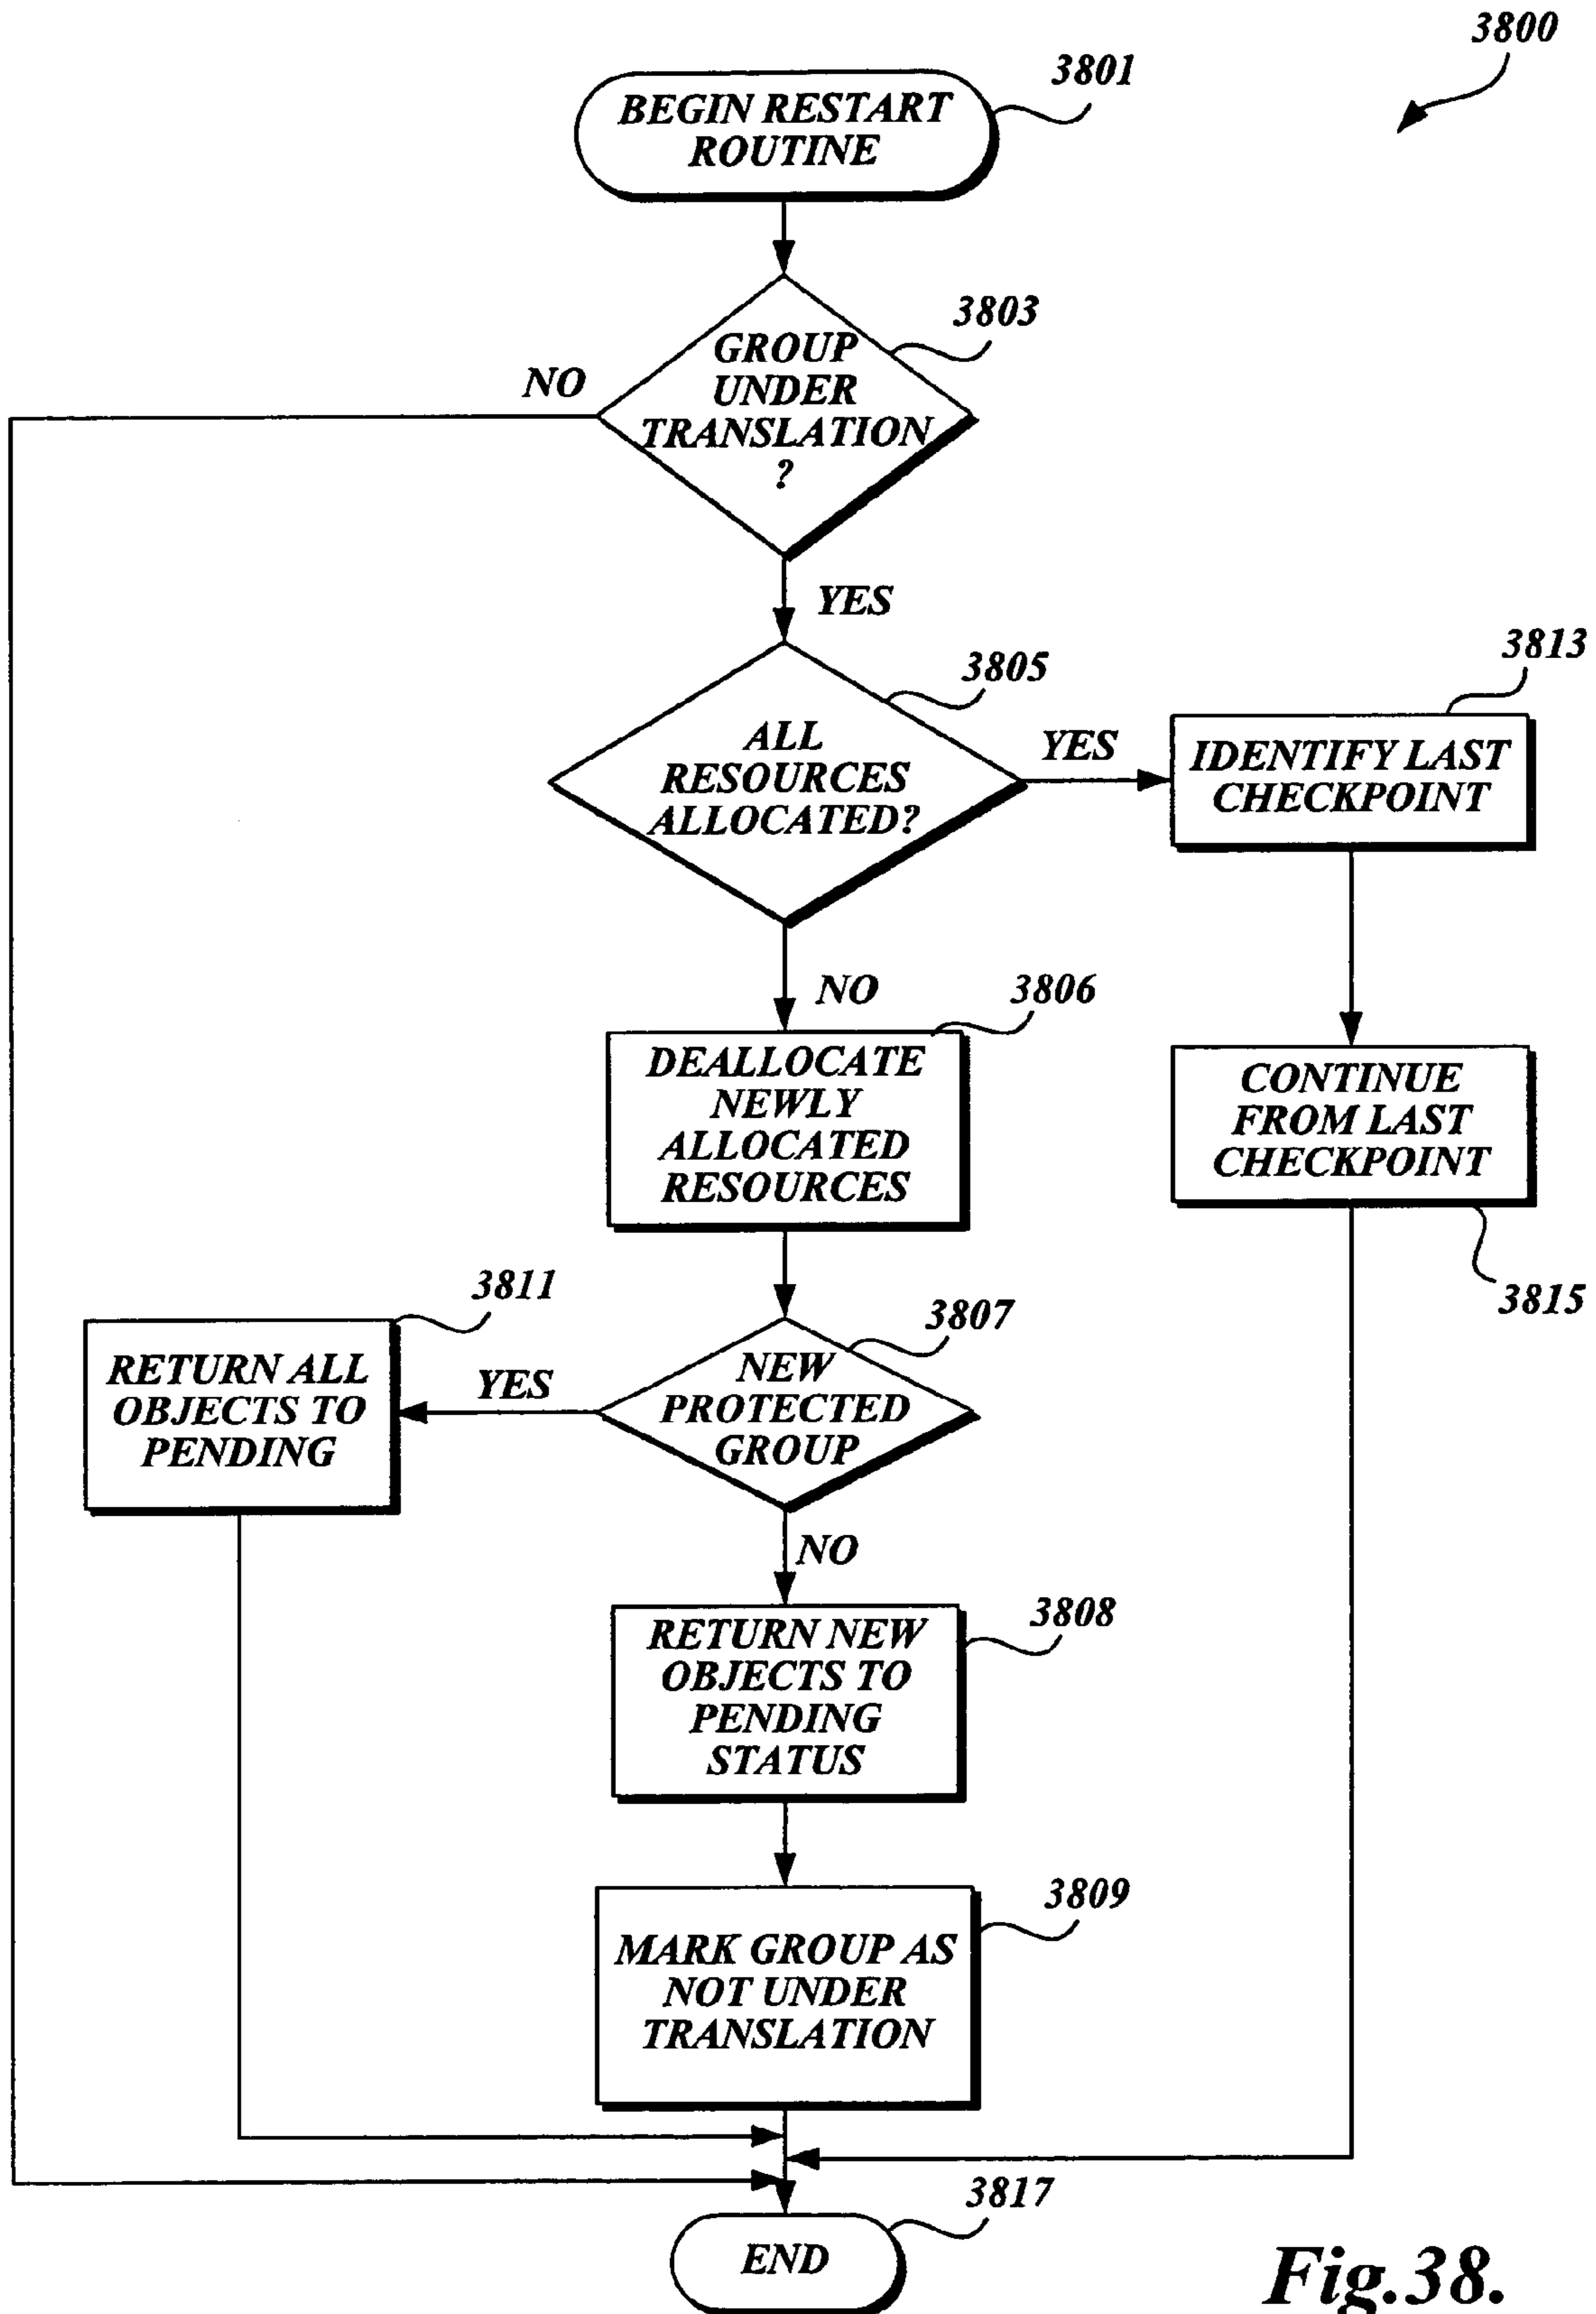 3800
3801
BEGIN RESTART
ROUTINE
3803
GROUP
UNDER
TRANSLATION
?
NO
YES
3805
ALL
RESOURCES
ALLOCATED?
YES
3813
IDENTIFY LAST
CHECKPOINT
NO
3806
DEALLOCATE
NEWLY
ALLOCATED
RESOURCES
CONTINUE
FROM LAST
CHECKPOINT
3815
3811
RETURN ALL
OBJECTS TO
PENDING
YES
3807
NEW
PROTECTED
GROUP
NO
3808
RETURN NEW
OBJECTS TO
PENDING
STATUS
3809
MARK GROUP AS
NOT UNDER
TRANSLATION
3817
END
Fig.38.